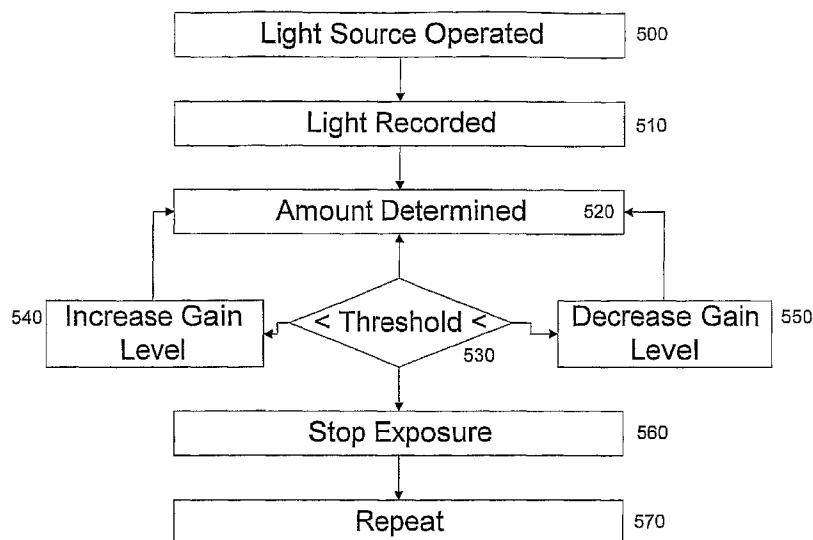 Light Source Operated 500
Light Recorded 510
Amount Determined 520
540 Increase Gain
Level
< Threshold <
530
Decrease Gain 550
Level
Stop Exposure 560
Repeat 570